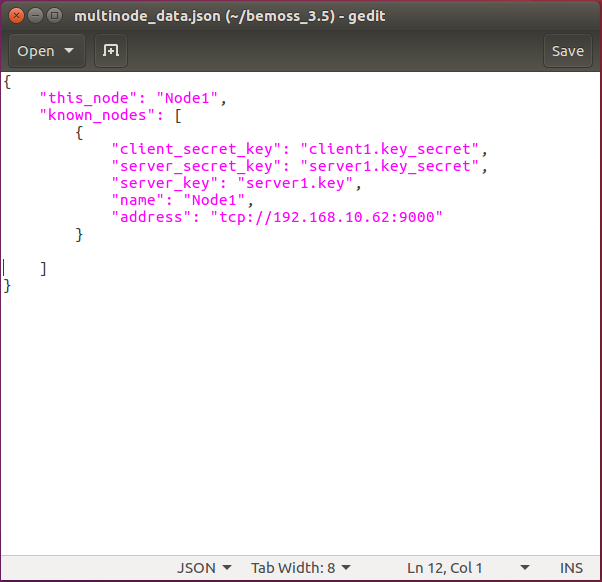 multinode_data.json (~/bemoss_3.5) - gedit
Open
Save
{
    "this_node": "Node1",
    "known_nodes": [
        {
            "client_secret_key": "client1.key_secret",
            "server_secret_key": "server1.key_secret",
            "server_key": "server1.key",
            "name": "Node1",
            "address": "tcp://192.168.10.62:9000"
        }
    ]
}
JSON Tab Width: 8 Ln 12, Col 1 INS